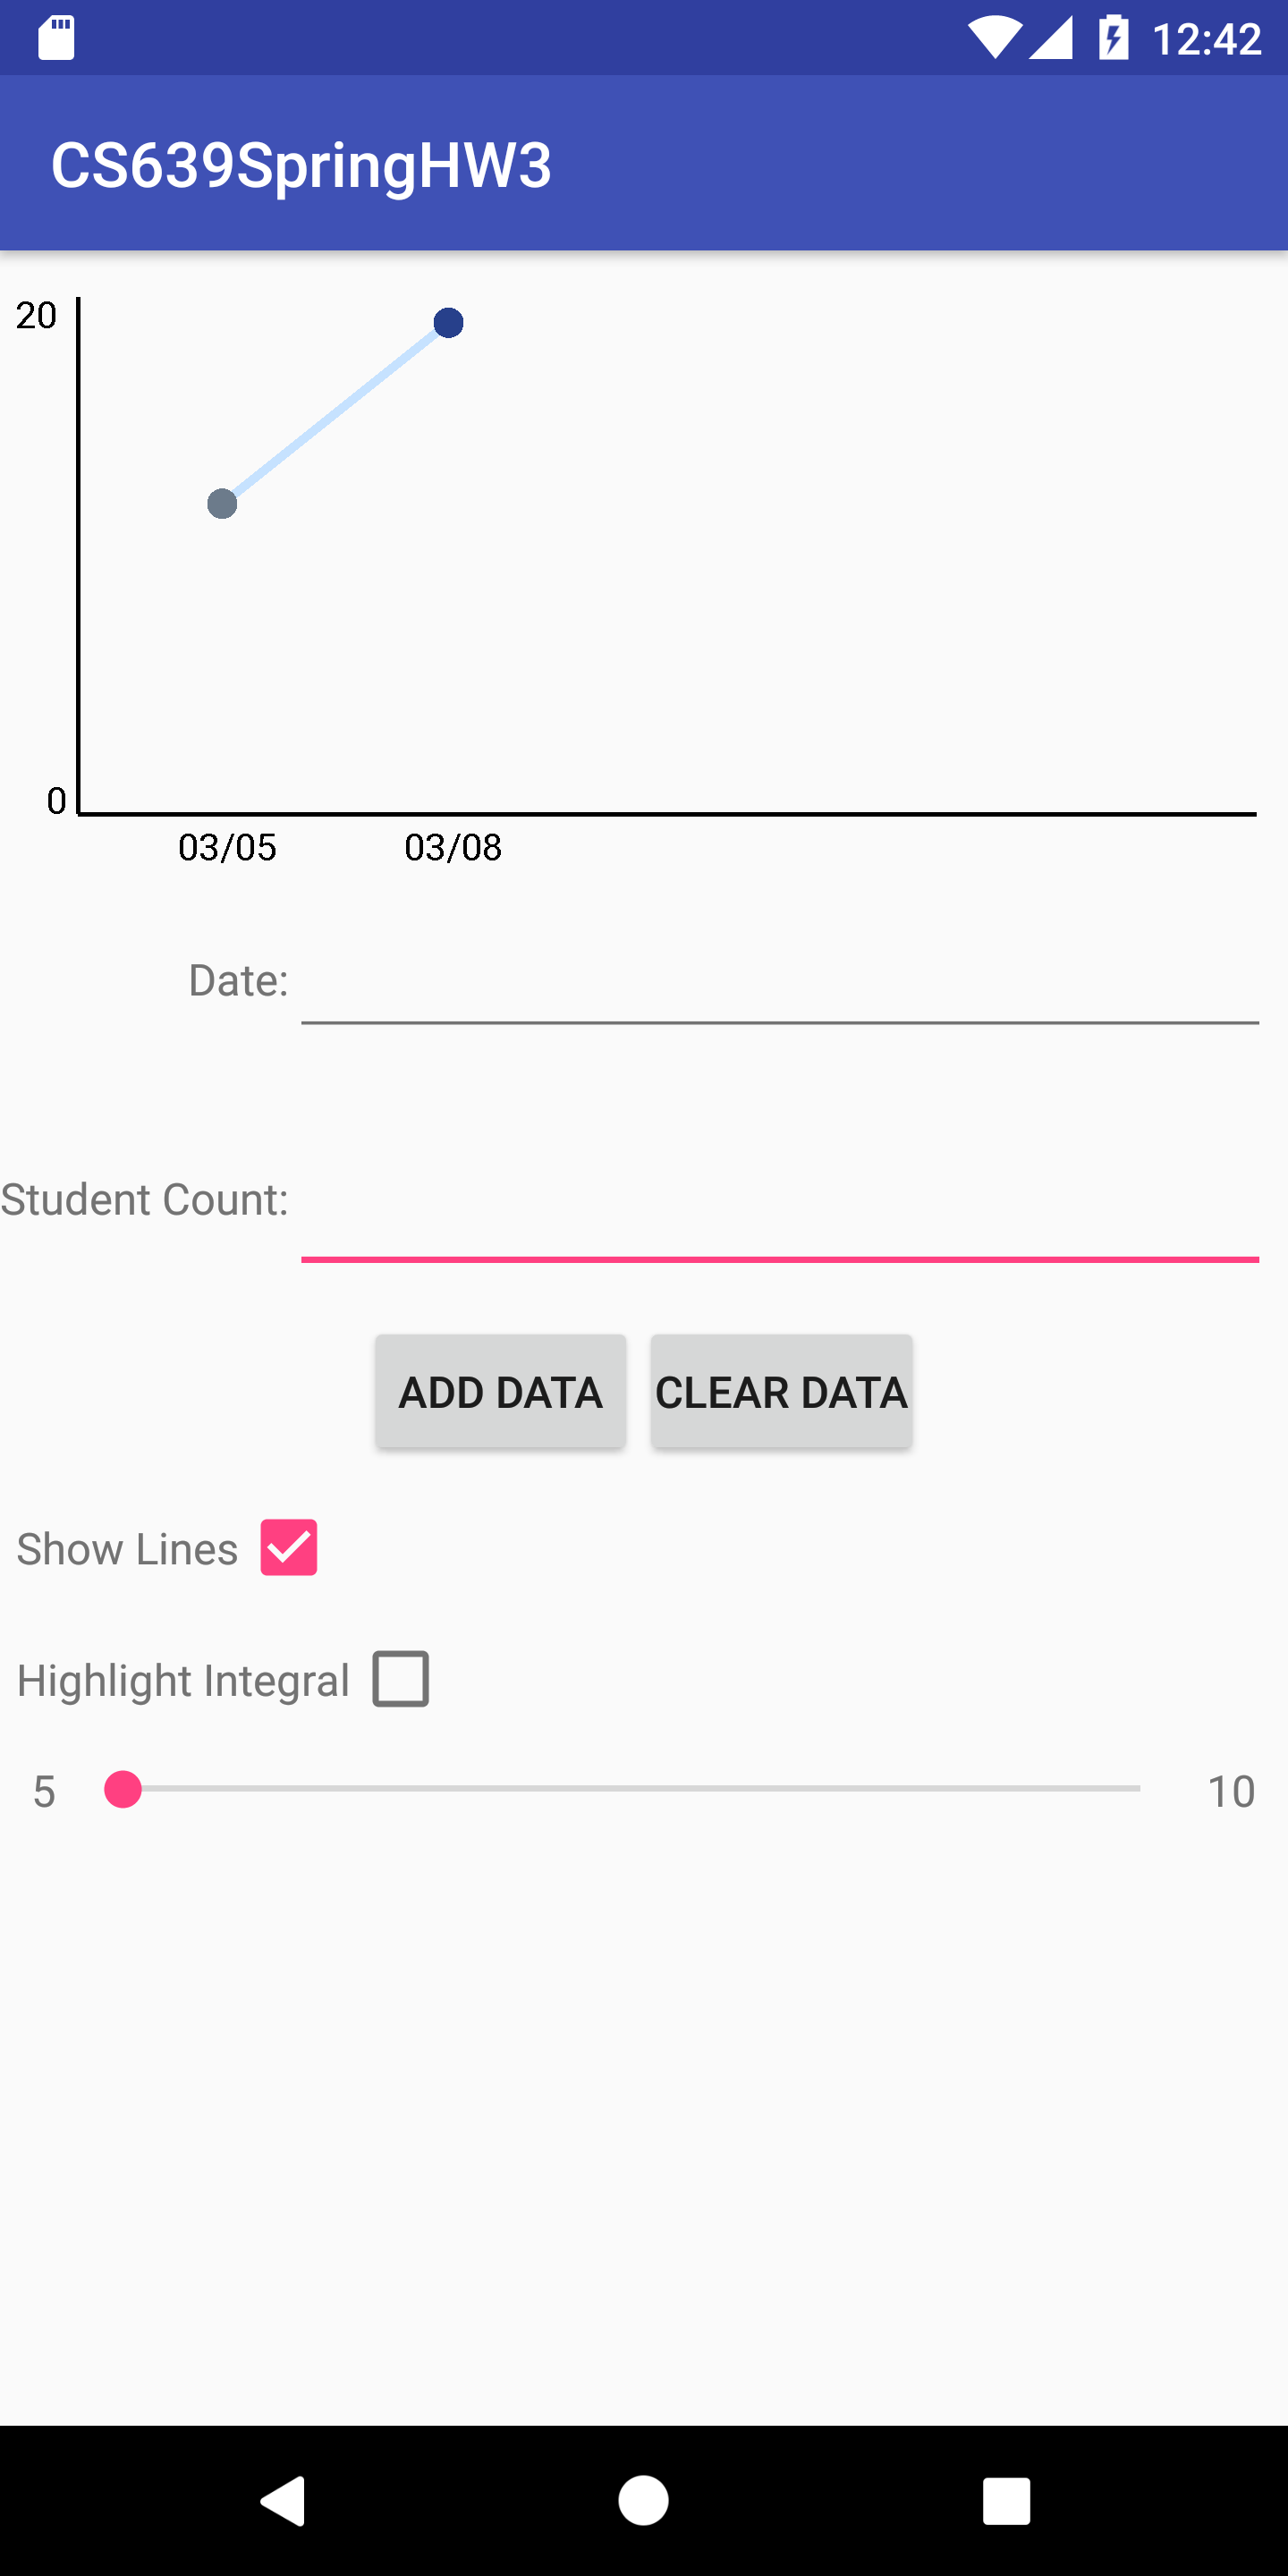 12:42
CS639SpringHW3
20
0
03/05 03/08
Date:
Student Count:
ADD DATA CLEAR DATA
Show Lines
Highlight Integral
5 10